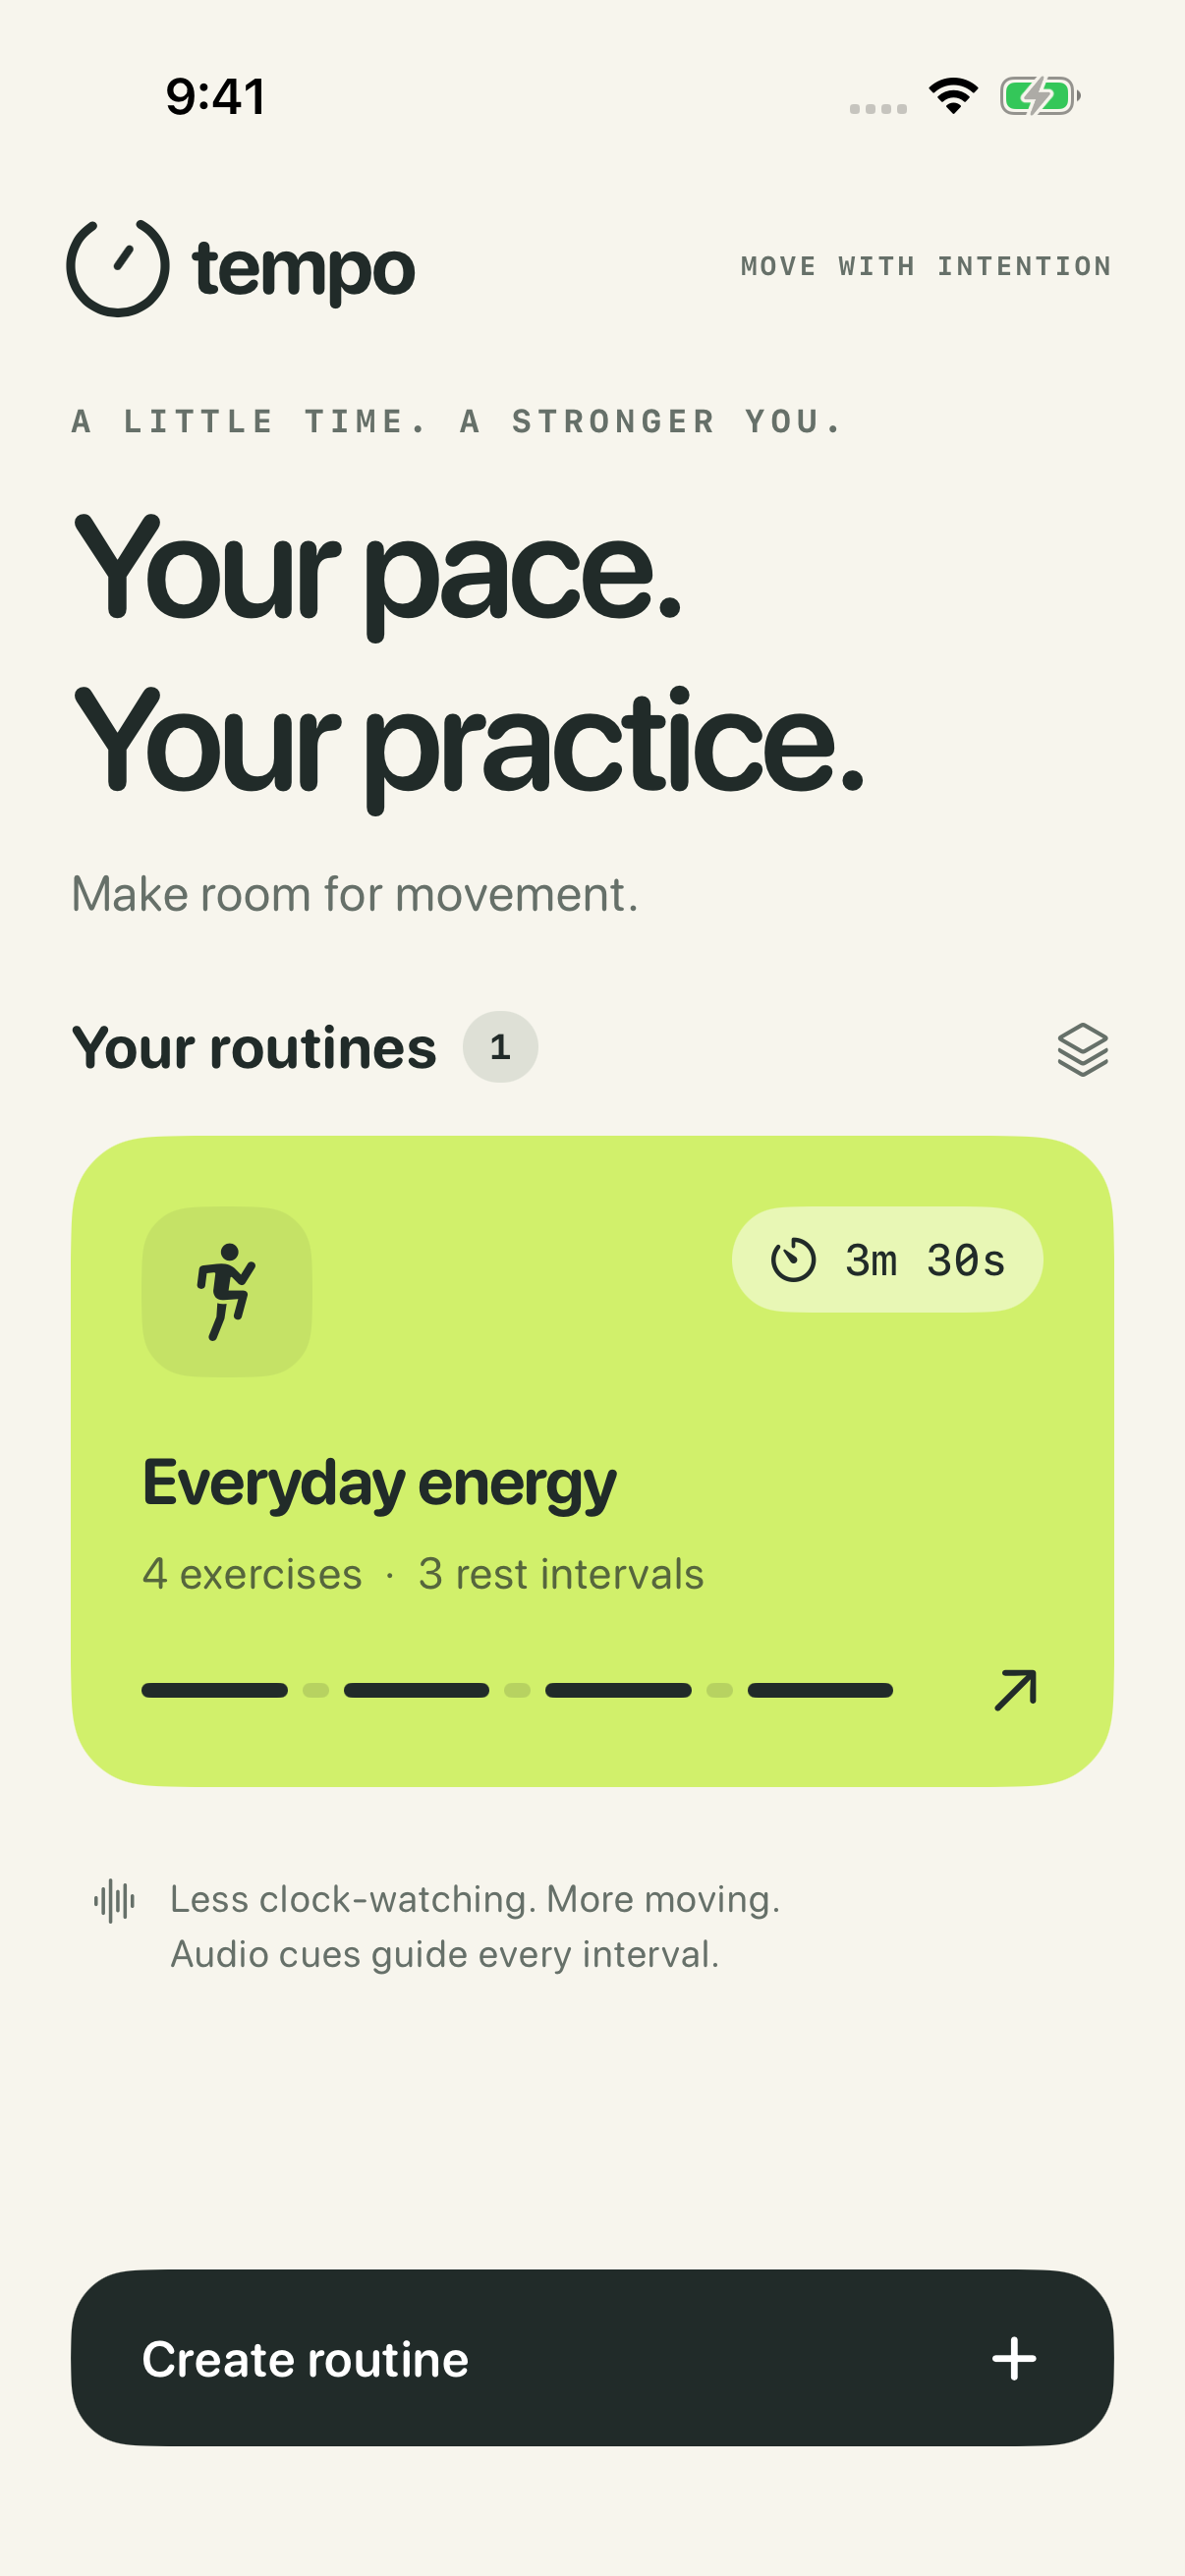 9:41
tempo
MOVE WITH INTENTION
A LITTLE TIME. A STRONGER YOU.
Your pace.
Your practice.
Make room for movement.
Your routines 1
3m 30s
Everyday energy
4 exercises · 3 rest intervals
Less clock-watching. More moving.
Audio cues guide every interval.
Create routine